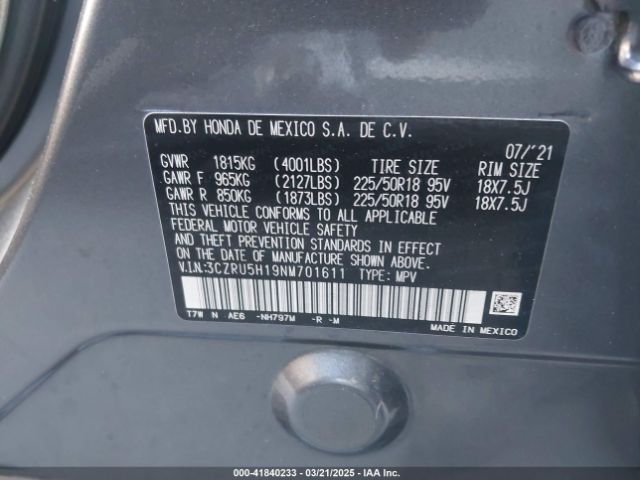 MFD.BY HONDA DE MEXICO S.A. DE C.V.
07/'21
GVWR 1815KG (4001LBS) TIRE SIZE RIM SIZE
GAWR F 965KG (2127LBS) 225/50R18 95V 18X7.5J
GAWR R 850KG (1873LBS) 225/50R18 95V 18X7.5J
THIS VEHICLE CONFORMS TO ALL APPLICABLE
FEDERAL MOTOR VEHICLE SAFETY
AND THEFT PREVENTION STANDARDS IN EFFECT
ON THE DATE OF MANUFACTURE SHOWN ABOVE.
V.I.N.:3CZRU5H19NM701611 TYPE: MPV
T7W N AE6 -NH797M -R -M
MADE IN MEXICO
000-41840233 - 03/21/2025 - IAA Inc.